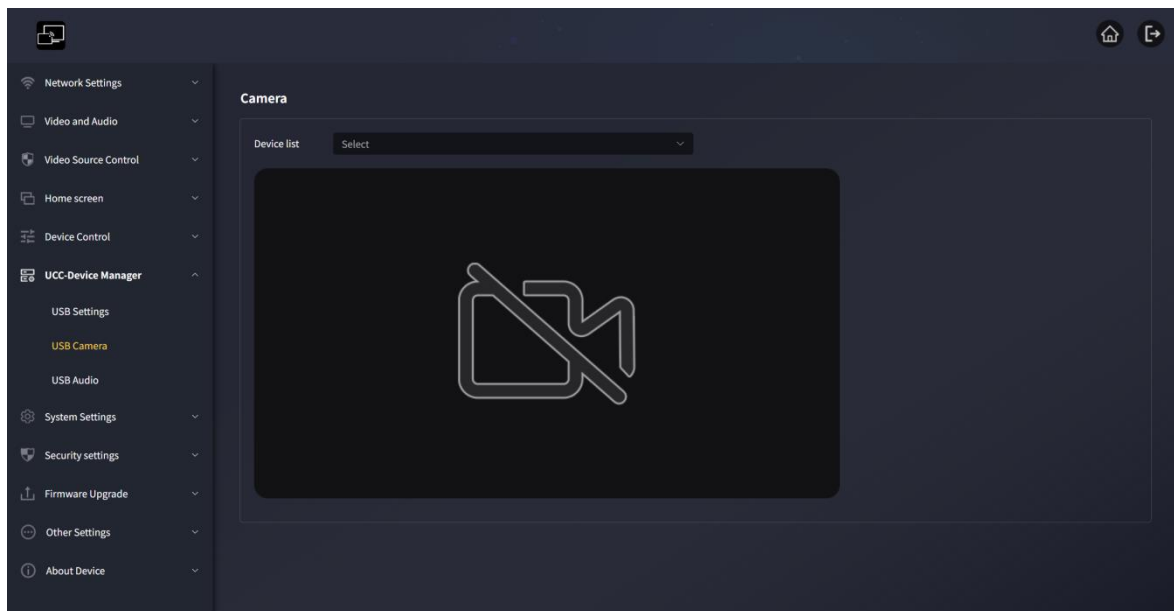 Network Settings
Video and Audio
Video Source Control
Home screen
Device Control
UCC-Device Manager
USB Settings
USB Camera
USB Audio
System Settings
Security settings
Firmware Upgrade
Other Settings
About Device
Camera
Device list Select